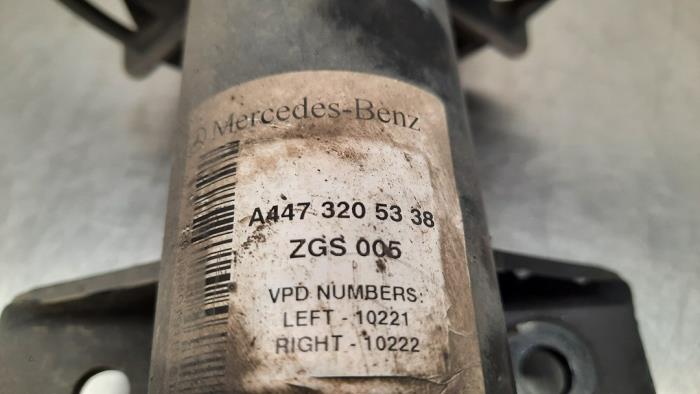 Mercedes-Benz
A447 320 53 38
ZGS 005
VPD NUMBERS:
LEFT - 10221
RIGHT - 10222